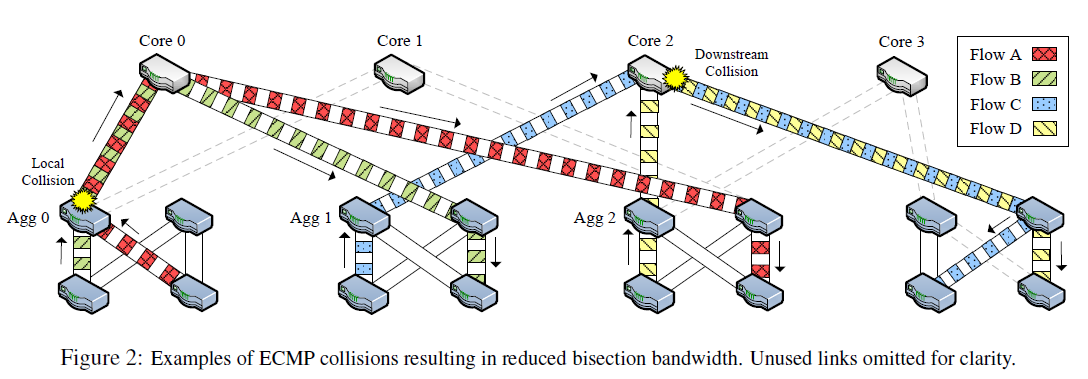 Core 0
Core 1
Core 2
Core 3
Downstream
Collision
Flow A
Flow B
Flow C
Flow D
Local
Collision
Agg 0
Agg 1
Agg 2
Figure 2: Examples of ECMP collisions resulting in reduced bisection bandwidth. Unused links omitted for clarity.